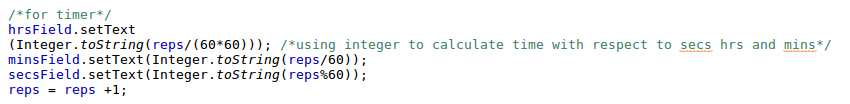 /*for timer*/
hrsField.setText
(Integer.toString(reps/(60*60))); /*using integer to calculate time with respect to secs hrs and mins*/
minsField.setText(Integer.toString(reps/60));
secsField.setText(Integer.toString(reps%60));
reps = reps +1;